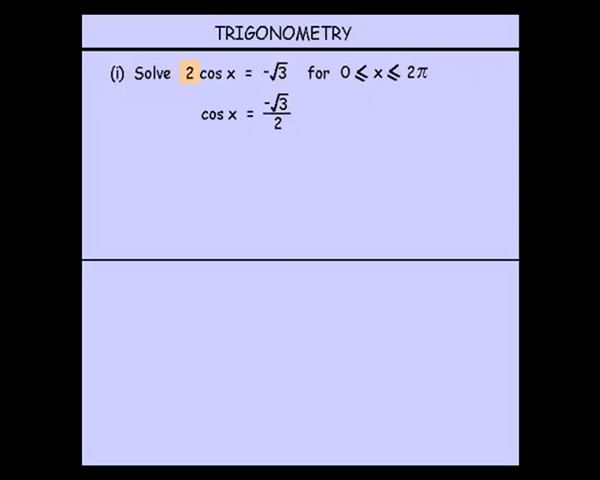 TRIGONOMETRY
(i) Solve 2 cos x = -√3 for 0 ⩽ x ⩽ 2π
cos x = -√3/2